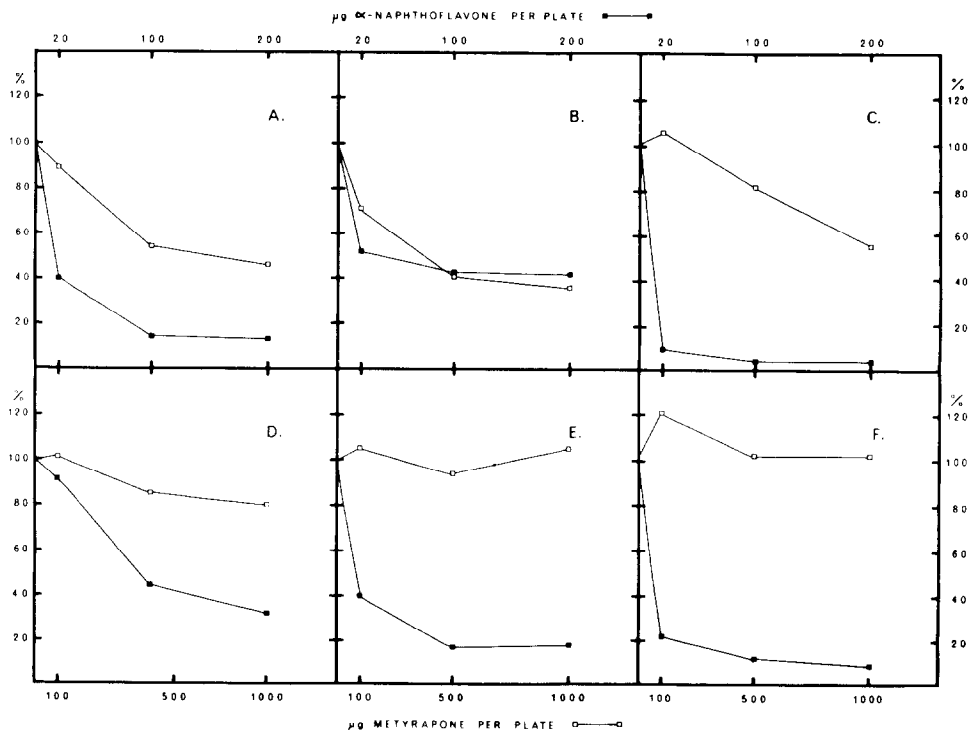 µg α-NAPHTHOFLAVONE PER PLATE
20 100 200 20 100 200 20 100 200
% % 
120 120
A. B. C.
100 100
80 80
60 60
40 40
20 20
% %
120 120
D. E. F.
100 100
80 80
60 60
40 40
20 20
100 500 1000 100 500 1000 100 500 1000
µg METYRAPONE PER PLATE